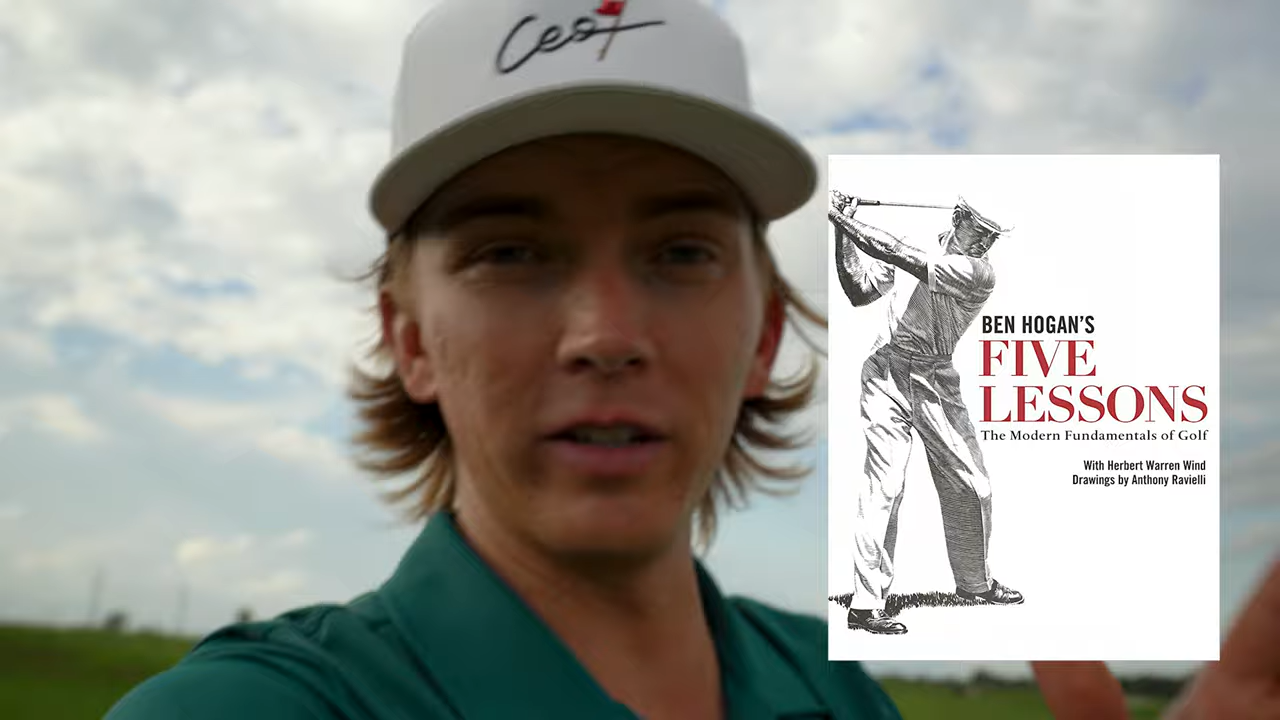 BEN HOGAN'S
FIVE
LESSONS
The Modern Fundamentals of Golf
With Herbert Warren Wind
Drawings by Anthony Ravielli